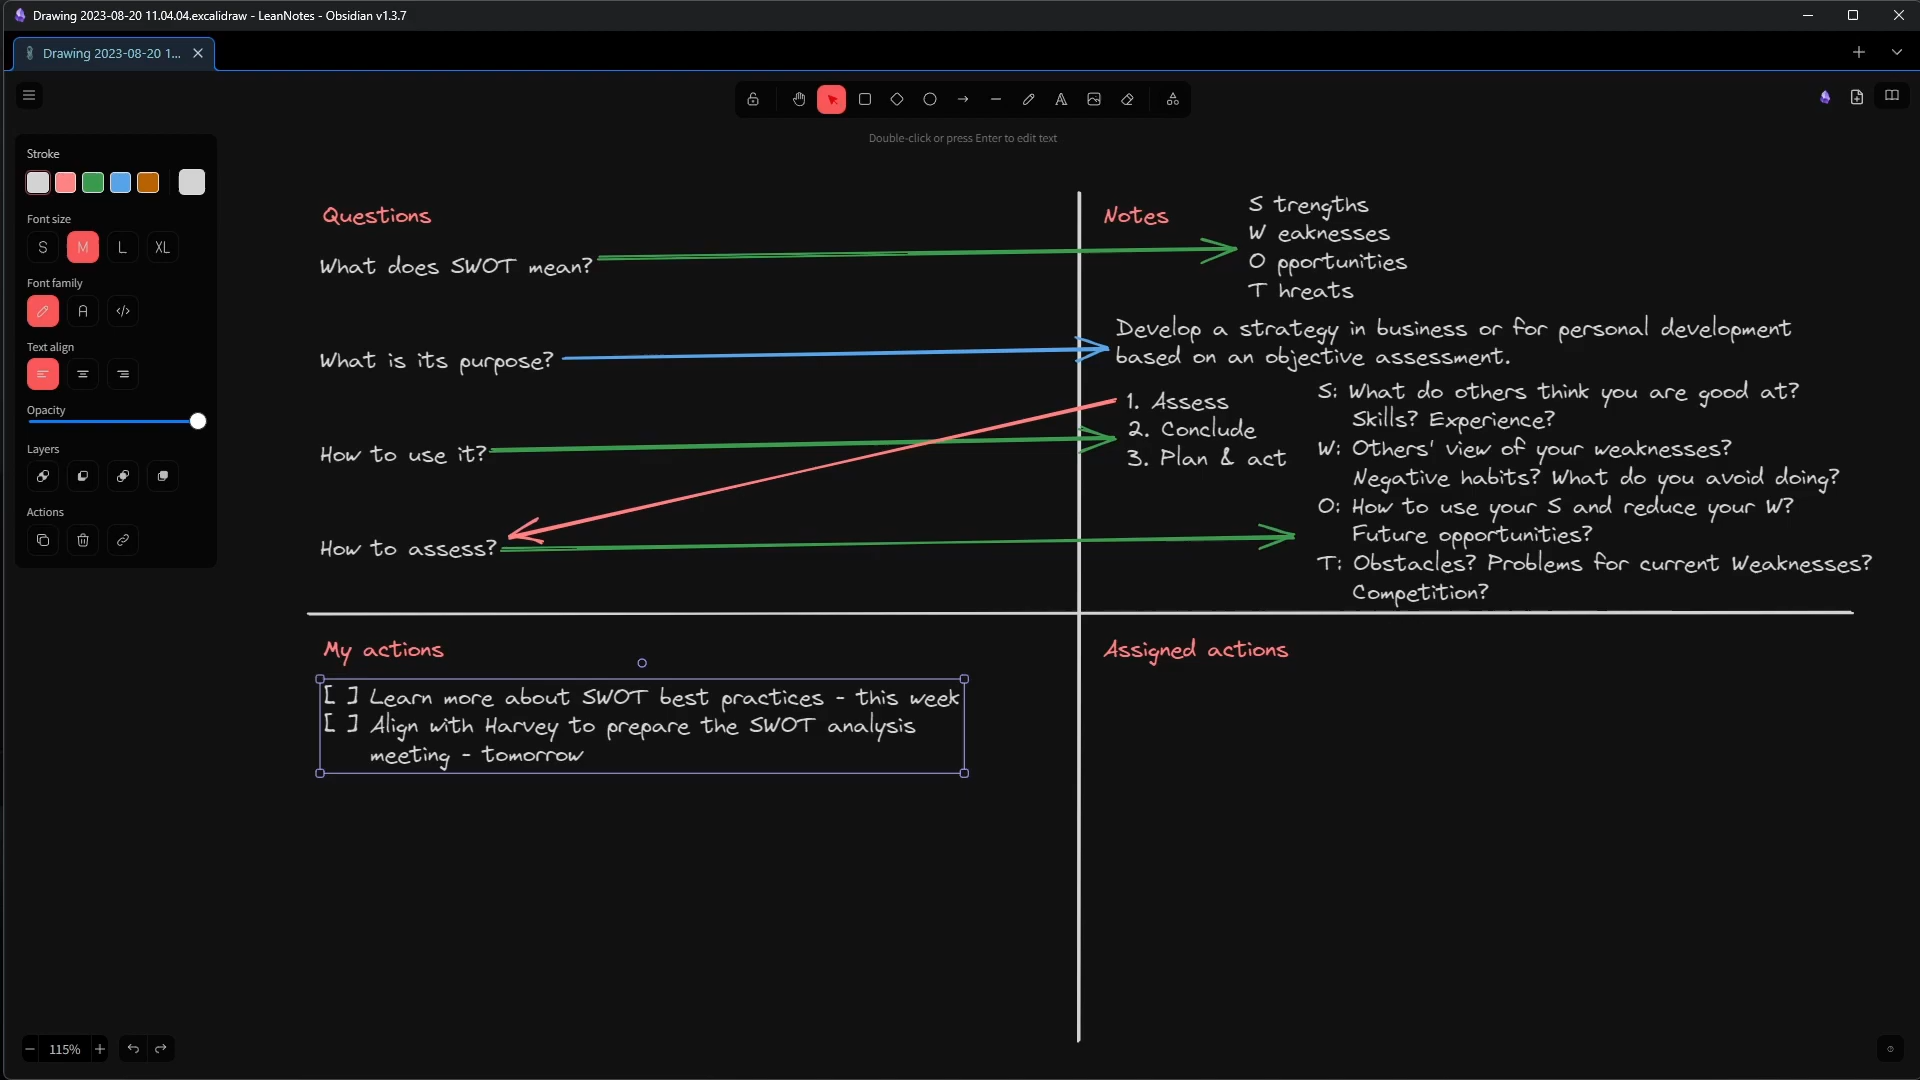 Drawing 2023-08-20 11.04.04.excalidraw - LeanNotes - Obsidian v1.3.7
Drawing 2023-08-20 1...
Double-click or press Enter to edit text
Stroke
Font size
S M L XL
Font family
A </>
Text align
Opacity
Layers
Actions
Questions
What does SWOT mean?
What is its purpose?
How to use it?
How to assess?
Notes
S trengths
W eaknesses
O pportunities
T hreats
Develop a strategy in business or for personal development
based on an objective assessment.
1. Assess
2. Conclude
3. Plan & act
S: What do others think you are good at?
Skills? Experience?
W: Others' view of your weaknesses?
Negative habits? What do you avoid doing?
O: How to use your S and reduce your W?
Future opportunities?
T: Obstacles? Problems for current Weaknesses?
Competition?
My actions
[ ] Learn more about SWOT best practices - this week
[ ] Align with Harvey to prepare the SWOT analysis
meeting - tomorrow
Assigned actions
115%